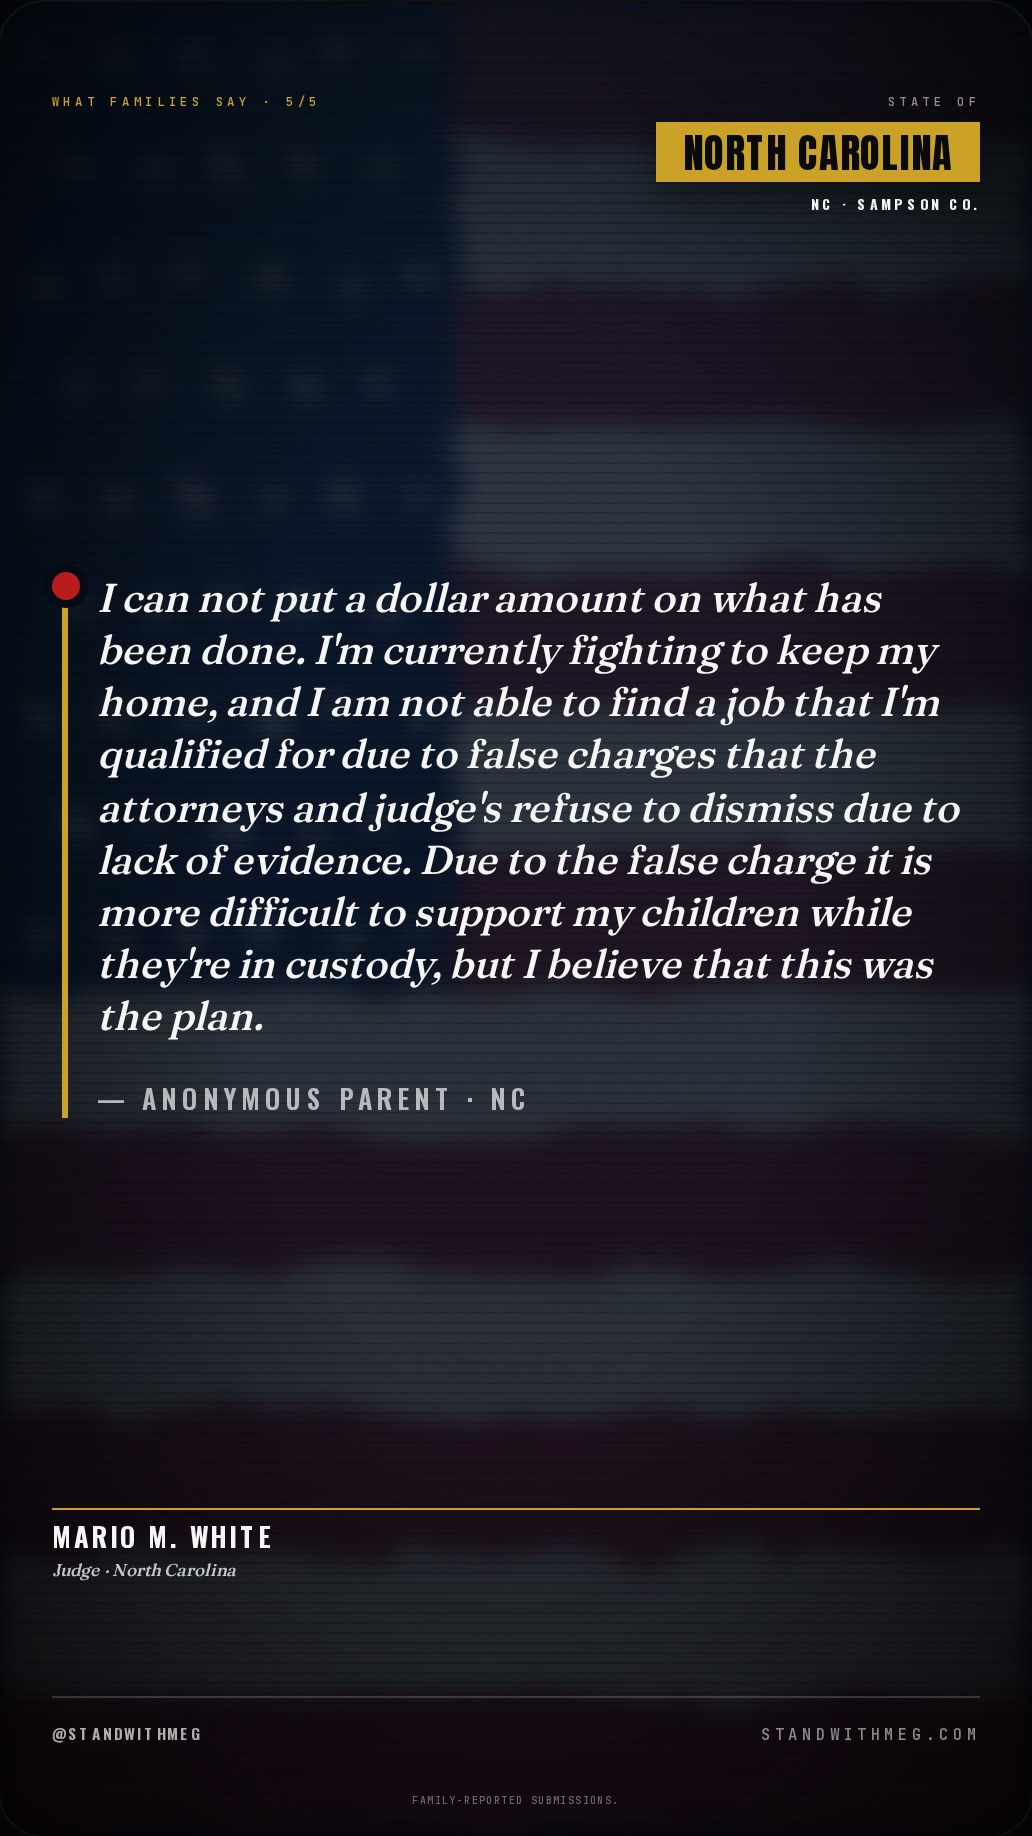 WHAT FAMILIES SAY · 5/5
STATE OF
NORTH CAROLINA
NC · SAMPSON CO.
I can not put a dollar amount on what has
been done. I'm currently fighting to keep my
home, and I am not able to find a job that I'm
qualified for due to false charges that the
attorneys and judge's refuse to dismiss due to
lack of evidence. Due to the false charge it is
more difficult to support my children while
they're in custody, but I believe that this was
the plan.
— ANONYMOUS PARENT · NC
MARIO M. WHITE
Judge · North Carolina
@STANDWITHMEG
STANDWITHMEG.COM
FAMILY-REPORTED SUBMISSIONS.